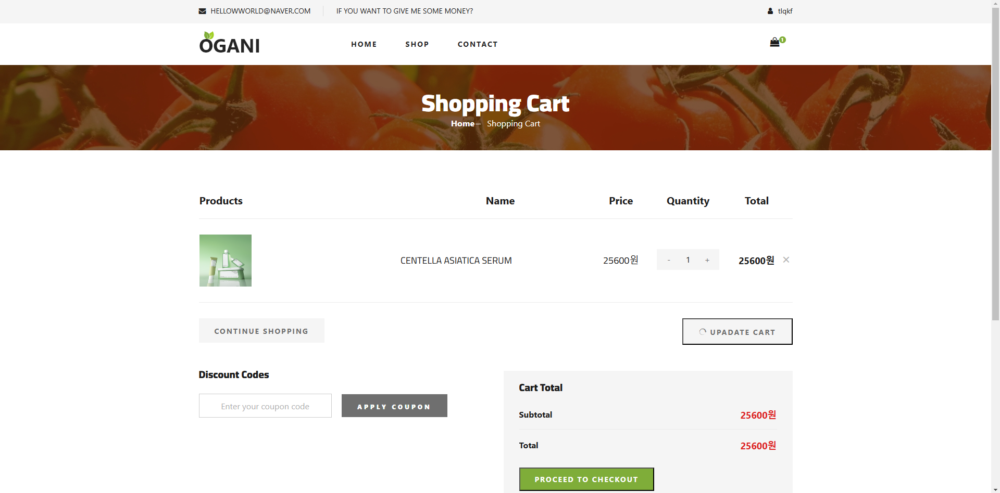 HELLOWWORLD@NAVER.COM IF YOU WANT TO GIVE ME SOME MONEY? tlqkf
OGANI HOME SHOP CONTACT 1
Shopping Cart
Home– Shopping Cart
Products Name Price Quantity Total
CENTELLA ASIATICA SERUM 25600원 - 1 + 25600원
CONTINUE SHOPPING UPADATE CART
Discount Codes
Enter your coupon code APPLY COUPON
Cart Total
Subtotal 25600원
Total 25600원
PROCEED TO CHECKOUT